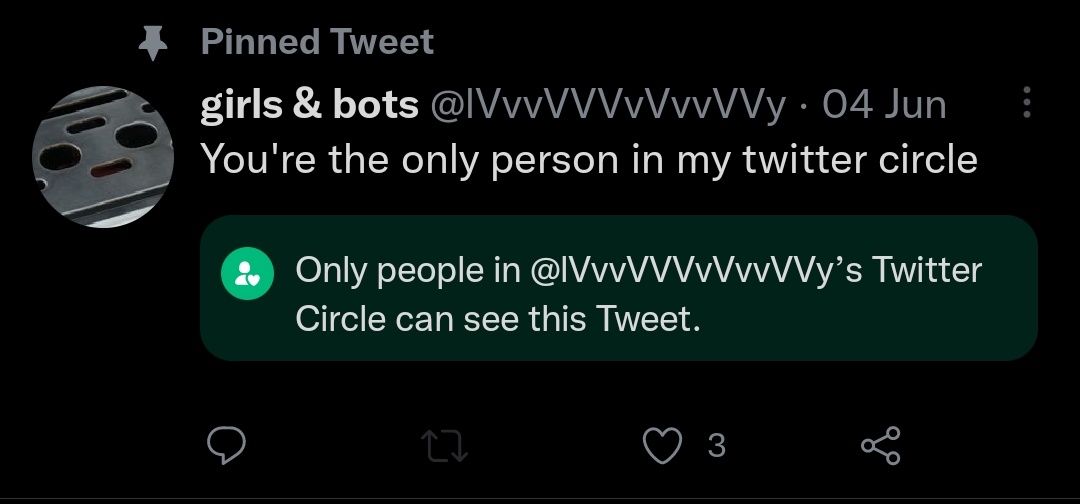 Pinned Tweet
girls & bots @lVvvVVVvVvvVVy · 04 Jun
You're the only person in my twitter circle
Only people in @lVvvVVVvVvvVVy’s Twitter
Circle can see this Tweet.
3